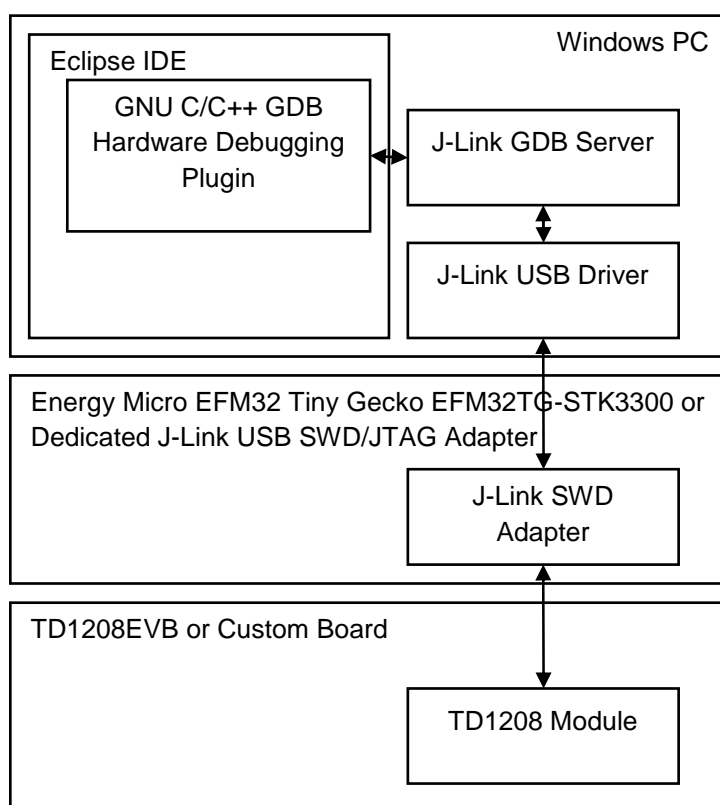 Windows PC
Eclipse IDE
GNU C/C++ GDB
Hardware Debugging
Plugin
J-Link GDB Server
J-Link USB Driver
Energy Micro EFM32 Tiny Gecko EFM32TG-STK3300 or
Dedicated J-Link USB SWD/JTAG Adapter
J-Link SWD
Adapter
TD1208EVB or Custom Board
TD1208 Module